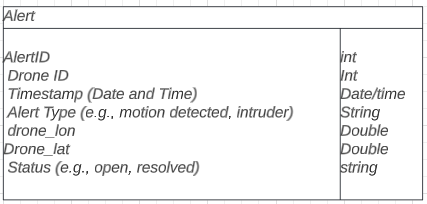 Alert
AlertID int
Drone ID Int
Timestamp (Date and Time) Date/time
Alert Type (e.g., motion detected, intruder) String
drone_lon Double
Drone_lat Double
Status (e.g., open, resolved) string